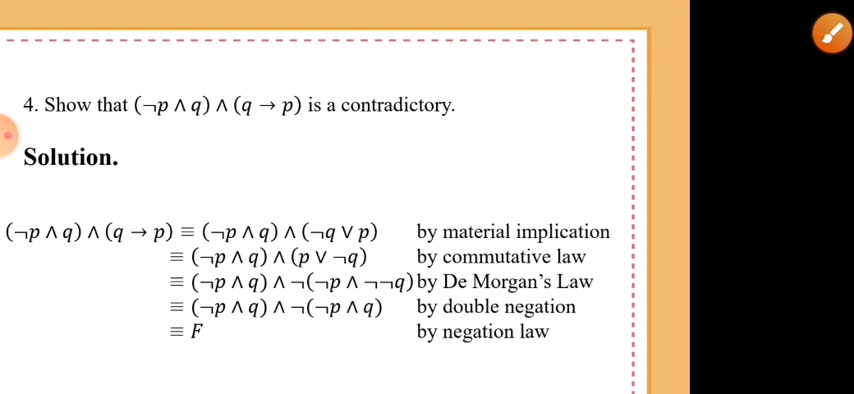 4. Show that (¬p ∧ q) ∧ (q → p) is a contradictory.
Solution.
(¬p ∧ q) ∧ (q → p) ≡ (¬p ∧ q) ∧ (¬q ∨ p) by material implication
≡ (¬p ∧ q) ∧ (p ∨ ¬q) by commutative law
≡ (¬p ∧ q) ∧ ¬(¬p ∧ ¬¬q) by De Morgan’s Law
≡ (¬p ∧ q) ∧ ¬(¬p ∧ q) by double negation
≡ F by negation law